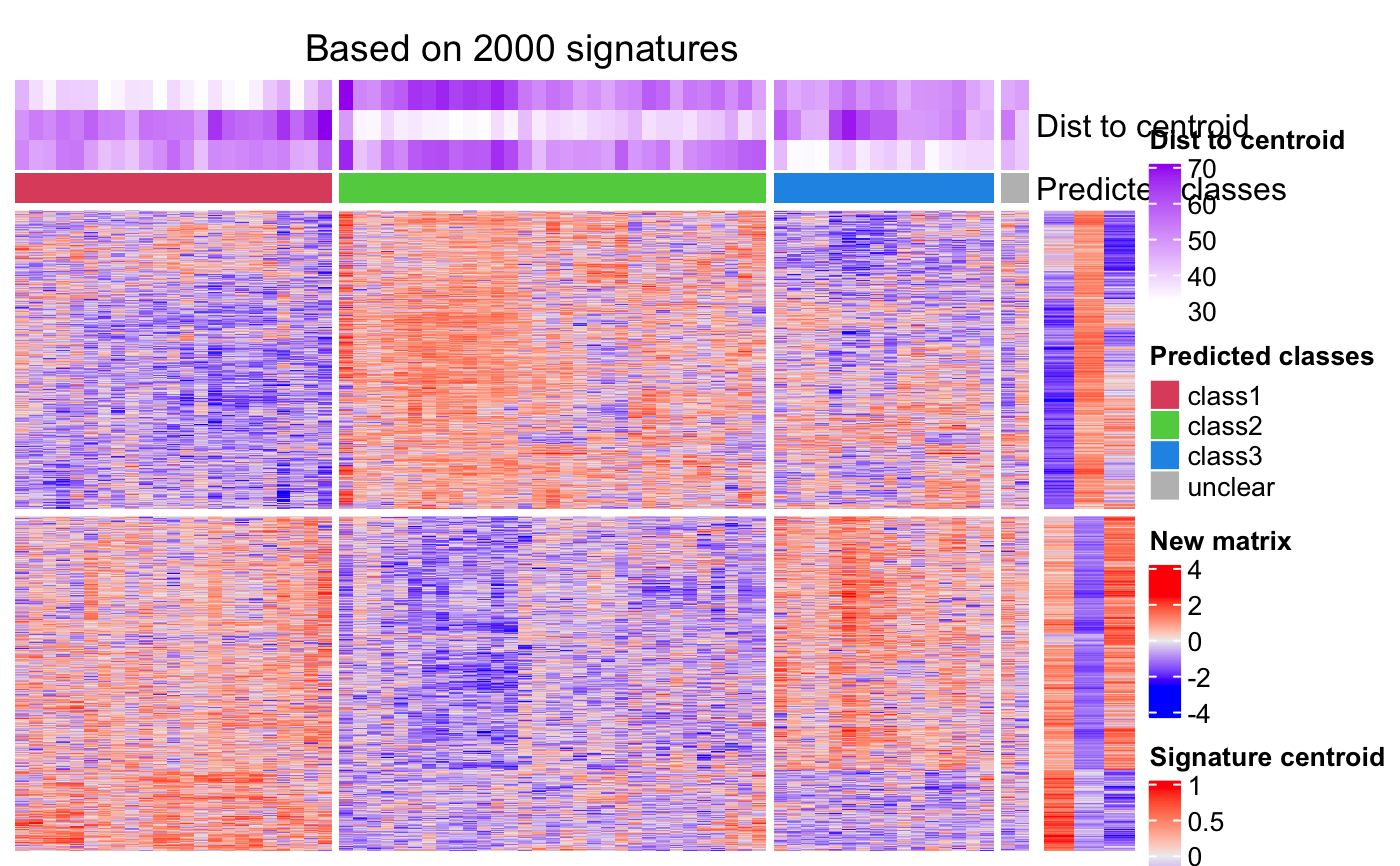 Based on 2000 signatures
Dist to centroid
Predicted classes
Dist to centroid
70
60
50
40
30
Predicted classes
class1
class2
class3
unclear
New matrix
4
2
0
-2
-4
Signature centroid
1
0.5
0